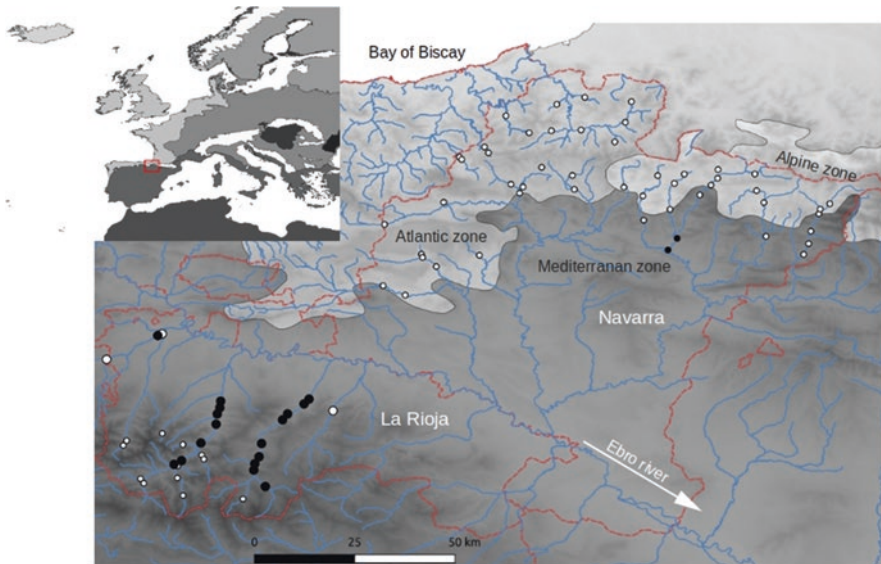 Bay of Biscay
Alpine zone
Atlantic zone
Mediterranan zone
Navarra
La Rioja
Ebro river
0 25 50 km